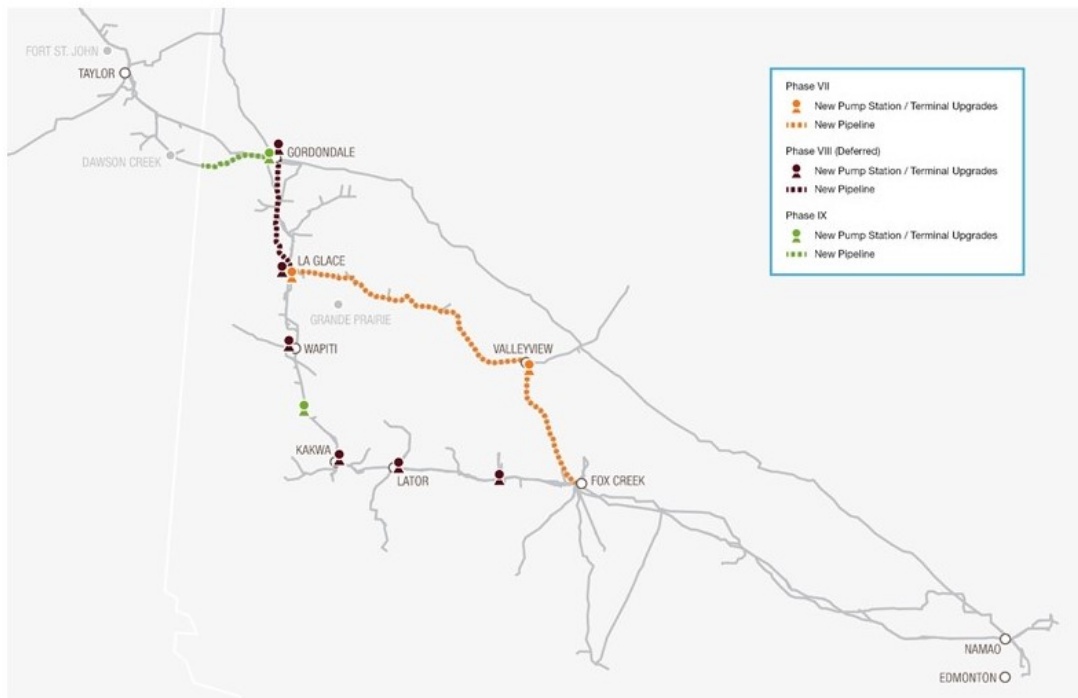 FORT ST. JOHN
TAYLOR
DAWSON CREEK
GORDONDALE
LA GLACE
GRANDE PRAIRIE
WAPITI
VALLEYVIEW
KAKWA
LATOR
FOX CREEK
NAMAO
EDMONTON
Phase VII
New Pump Station / Terminal Upgrades
New Pipeline
Phase VIII (Deferred)
New Pump Station / Terminal Upgrades
New Pipeline
Phase IX
New Pump Station / Terminal Upgrades
New Pipeline